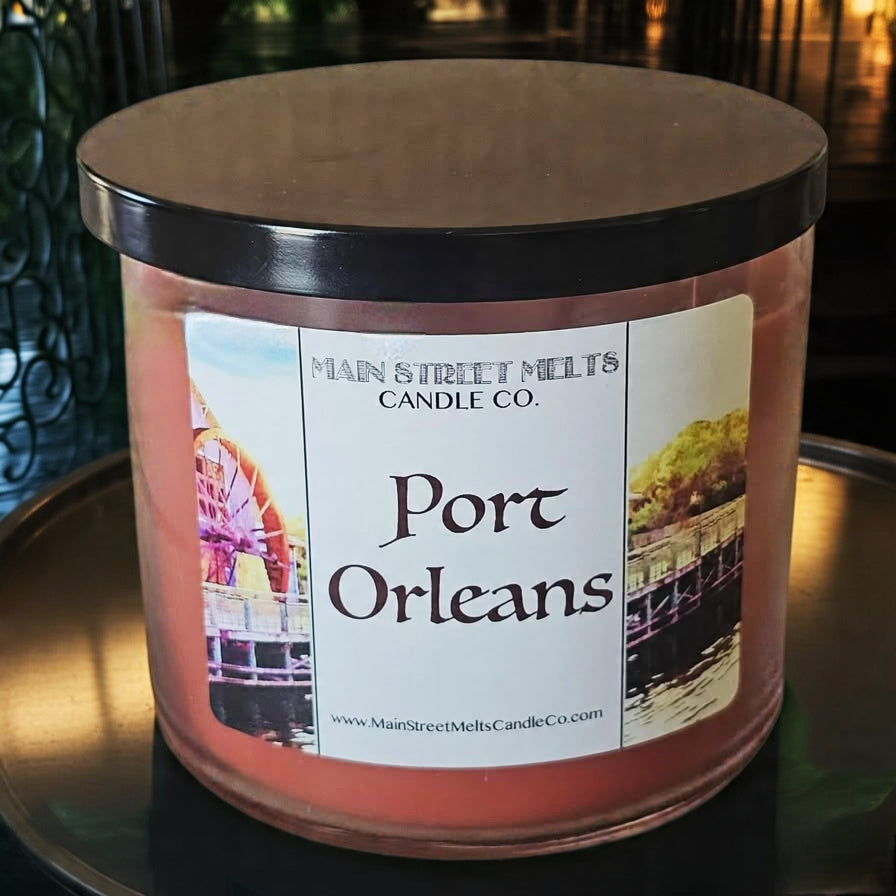 MAIN STREET MELTS
CANDLE CO.
Port
Orleans
www.MainStreetMeltsCandleCo.com